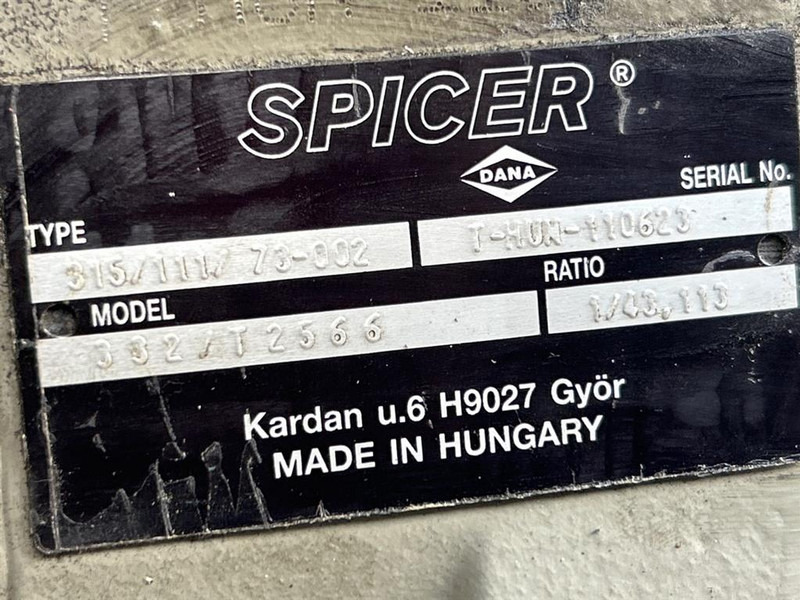 SPICER®
DANA
TYPE
SERIAL No.
315/111/ 73-002
T-HUN-110623
MODEL
RATIO
332/T2566
1/43,113
Kardan u.6 H9027 Györ
MADE IN HUNGARY